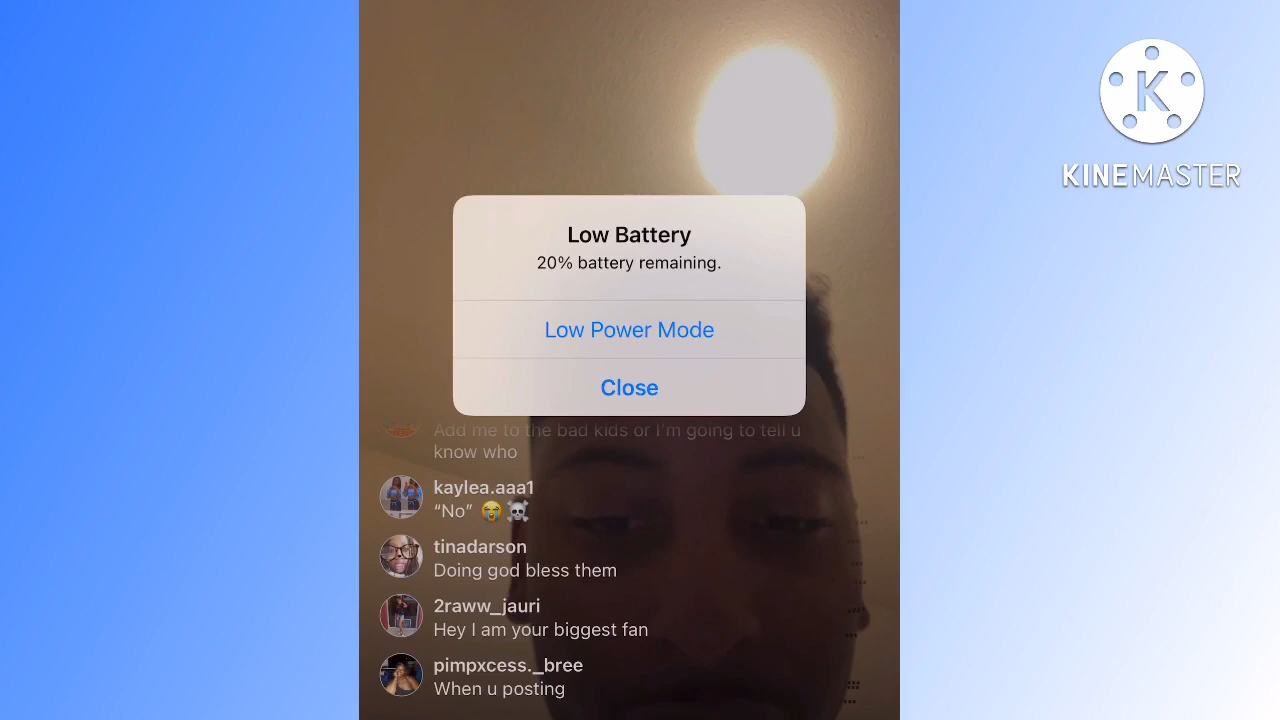 K
KINEMASTER
Low Battery
20% battery remaining.
Low Power Mode
Close
Add me to the bad kids or I'm going to tell u
know who
kaylea.aaa1
“No” 😭☠️
tinadarson
Doing god bless them
2raww_jauri
Hey I am your biggest fan
pimpxcess._bree
When u posting